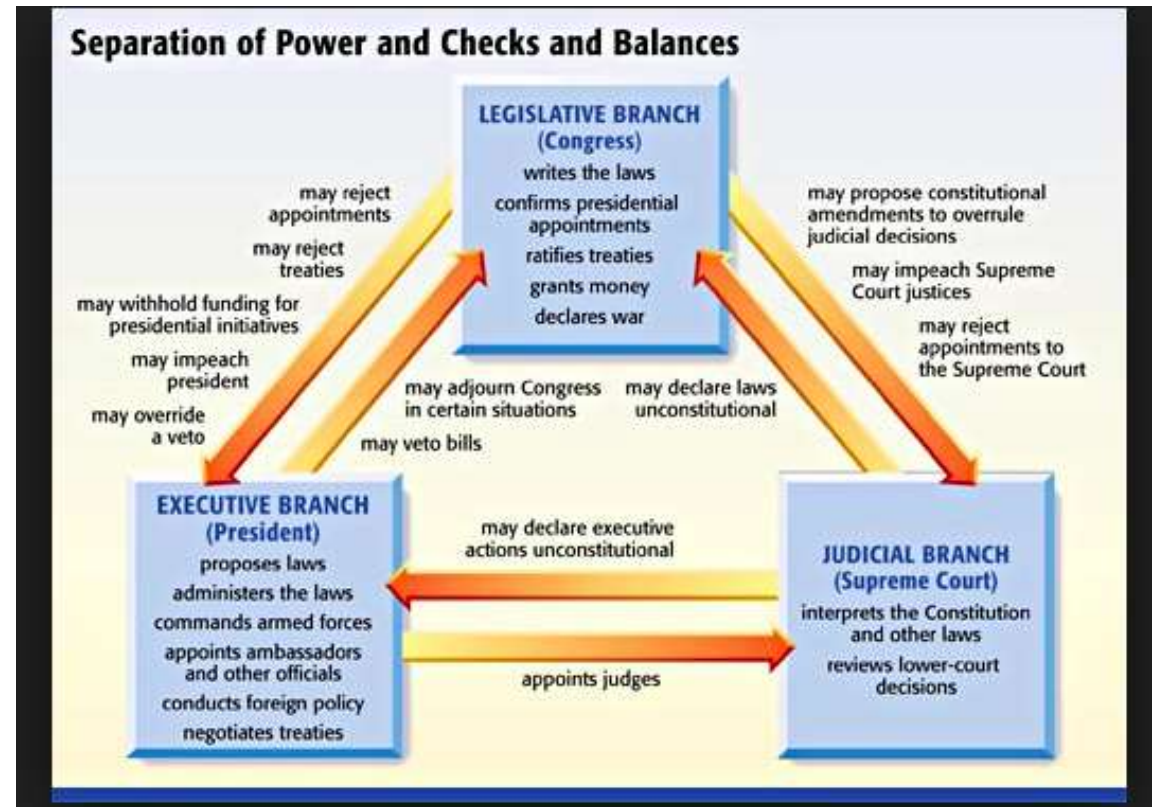 Separation of Power and Checks and Balances
LEGISLATIVE BRANCH
(Congress)
writes the laws
confirms presidential
appointments
ratifies treaties
grants money
declares war
may reject
appointments
may reject
treaties
may withhold funding for
presidential initiatives
may impeach
president
may override
a veto
may adjourn Congress
in certain situations
may veto bills
may declare laws
unconstitutional
may propose constitutional
amendments to overrule
judicial decisions
may impeach Supreme
Court justices
may reject
appointments to
the Supreme Court
EXECUTIVE BRANCH
(President)
proposes laws
administers the laws
commands armed forces
appoints ambassadors
and other officials
conducts foreign policy
negotiates treaties
may declare executive
actions unconstitutional
appoints judges
JUDICIAL BRANCH
(Supreme Court)
interprets the Constitution
and other laws
reviews lower-court
decisions